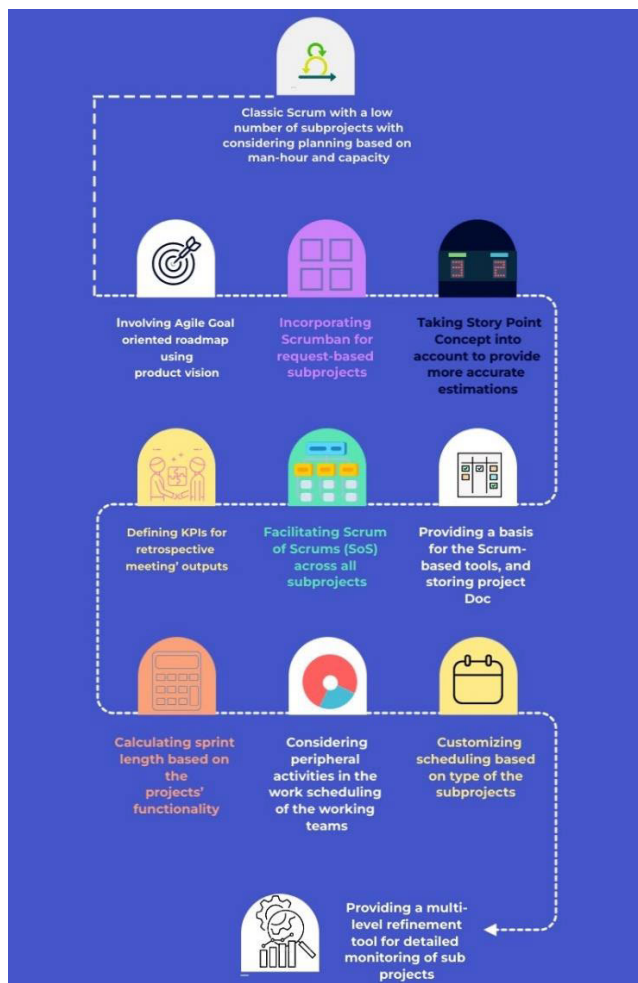 Classic Scrum with a low
number of subprojects with
considering planning based on
man-hour and capacity
Involving Agile Goal
oriented roadmap
using
product vision
Incorporating
Scrumban for
request-based
subprojects
3 2
Taking Story Point
Concept into
account to provide
more accurate
estimations
Defining KPIs for
retrospective
meeting' outputs
Facilitating Scrum
of Scrums (SoS)
across all
subprojects
Providing a basis
for the Scrum-
based tools, and
storing project
Doc
Calculating sprint
length based on
the
projects'
functionality
Considering
peripheral
activities in the
work scheduling
of the working
teams
Customizing
scheduling based
on type of the
subprojects
Providing a multi-
level refinement
tool for detailed
monitoring of sub
projects